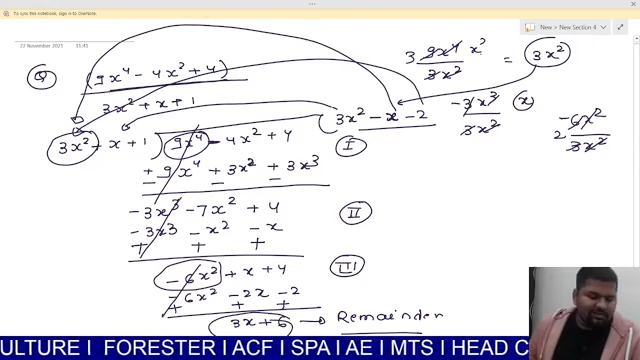 To sync this notebook, sign in to OneNote.
New Section 4
22 November 2021 11:41
Q (9x⁴ - 4x² + 4)
3x² + x + 1
3 9x⁴ x² / 3x² = 3x²
-3x³ / 3x² (x)
2 -6x² / 3x²
3x² - x + 1) 9x⁴ - 4x² + 4 (3x² - x - 2
I
+ 9x⁴ + 3x² + 3x³
- - -
- 3x³ - 7x² + 4 II
- 3x³ - x² - x
+ + +
- 6x² + x + 4 III
- 6x² - 2x - 2
+ + +
3x + 6 → Remainder
ULTURE I FORESTER I ACF I SPA I AE I MTS I HEAD C